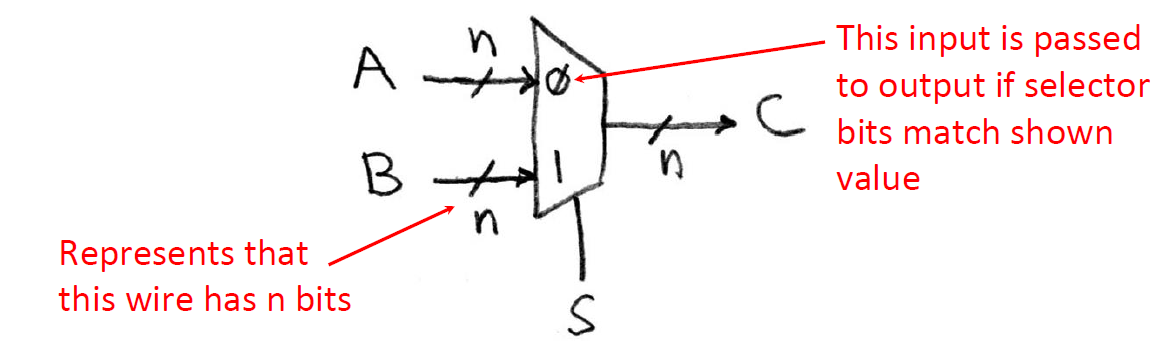 n
A
Ø
B
1
n
n
C
S
This input is passed
to output if selector
bits match shown
value
Represents that
this wire has n bits